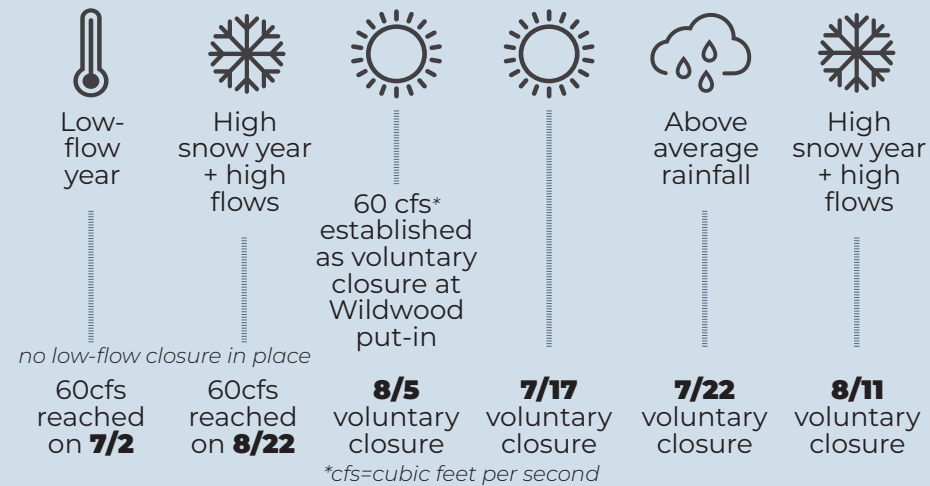 Low-
flow
year
High
snow year
+ high
flows
60 cfs*
established
as voluntary
closure at
Wildwood
put-in
Above
average
rainfall
High
snow year
+ high
flows
no low-flow closure in place
60cfs
reached
on 7/2
60cfs
reached
on 8/22
8/5
voluntary
closure
7/17
voluntary
closure
7/22
voluntary
closure
8/11
voluntary
closure
*cfs=cubic feet per second